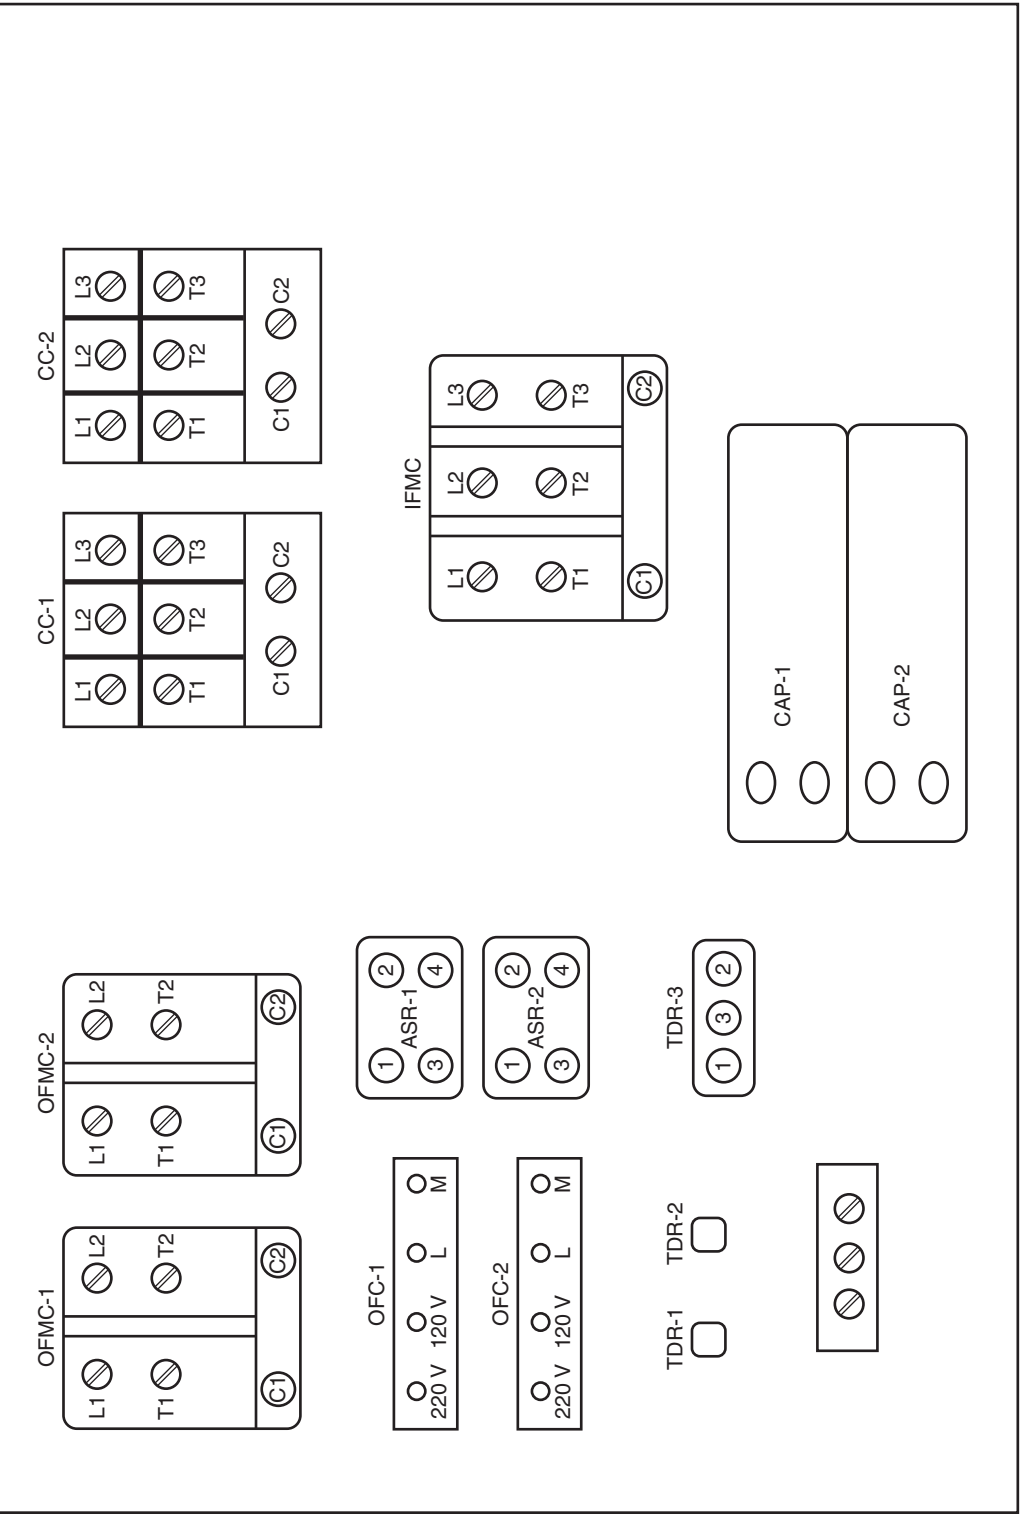 OFMC-1
L1 L2
T1 T2
C1 C2
OFMC-2
L1 L2
T1 T2
C1 C2
CC-1
L1 L2 L3
T1 T2 T3
C1 C2
CC-2
L1 L2 L3
T1 T2 T3
C1 C2
OFC-1
220 V 120 V L M
OFC-2
220 V 120 V L M
1 2
ASR-1
3 4
1 2
ASR-2
3 4
IFMC
L1 L2 L3
T1 T2 T3
C1 C2
TDR-1
TDR-2
TDR-3
1 3 2
CAP-1
CAP-2